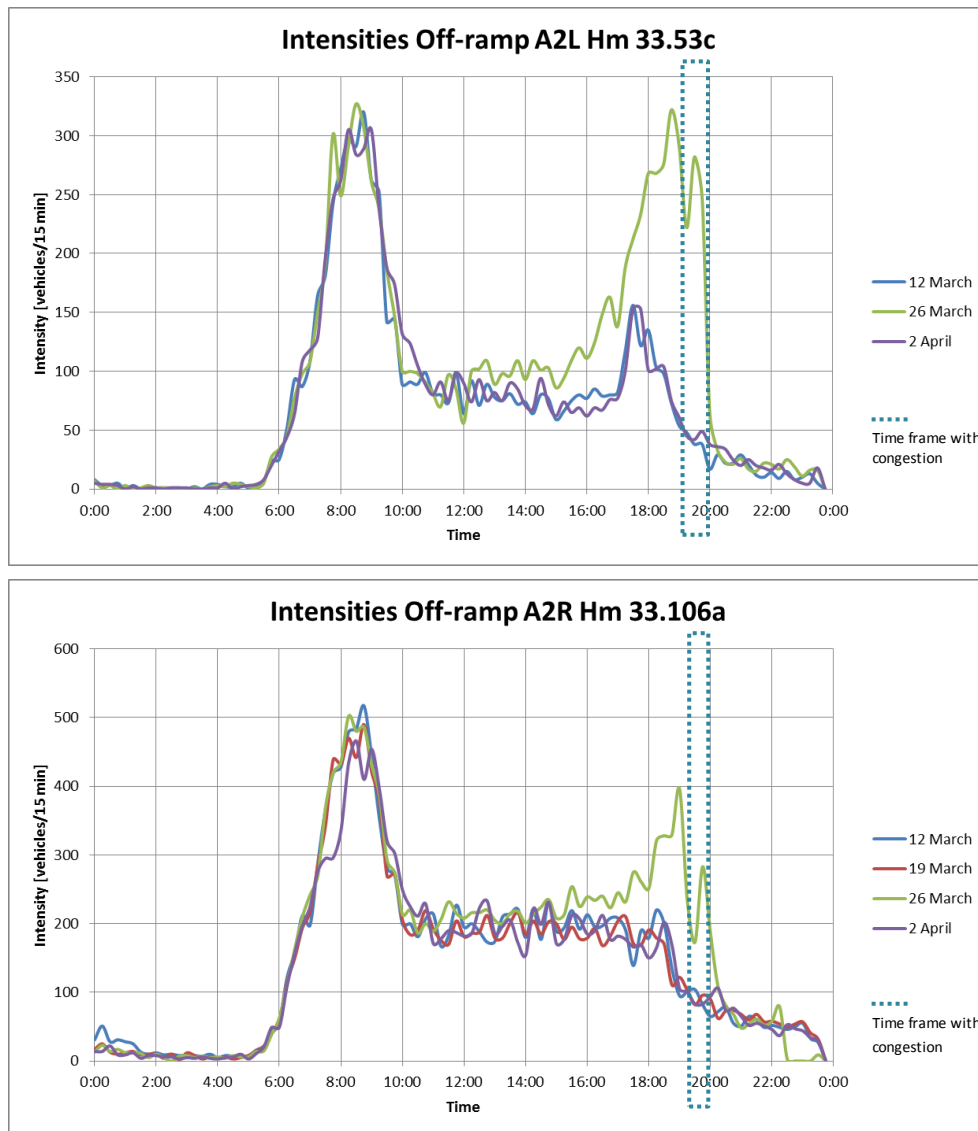 Intensities Off-ramp A2L Hm 33.53c
350
300
250
200
150
100
50
0
Intensity [vehicles/15 min]
0:00 2:00 4:00 6:00 8:00 10:00 12:00 14:00 16:00 18:00 20:00 22:00 0:00
Time
12 March
26 March
2 April
Time frame with
congestion
Intensities Off-ramp A2R Hm 33.106a
600
500
400
300
200
100
0
Intensity [vehicles/15 min]
0:00 2:00 4:00 6:00 8:00 10:00 12:00 14:00 16:00 18:00 20:00 22:00 0:00
Time
12 March
19 March
26 March
2 April
Time frame with
congestion